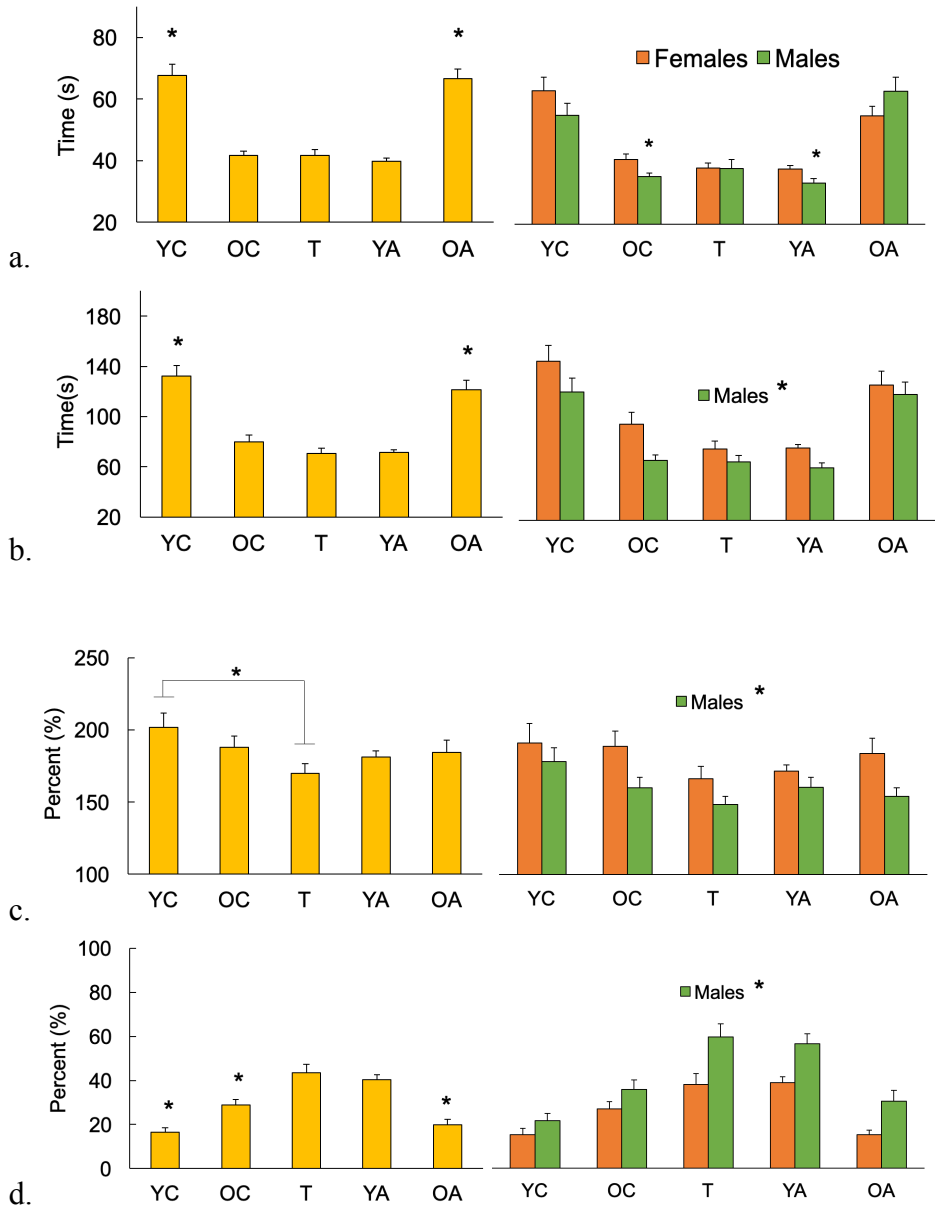 80
60
40
20
Time (s)
*
*
YC OC T YA OA
Females Males
*
*
YC OC T YA OA
a.
180
140
100
60
20
Time(s)
*
*
YC OC T YA OA
Males *
YC OC T YA OA
b.
250
200
150
100
Percent (%)
*
YC OC T YA OA
Males *
YC OC T YA OA
c.
100
80
60
40
20
0
Percent (%)
*
*
*
YC OC T YA OA
Males *
YC OC T YA OA
d.